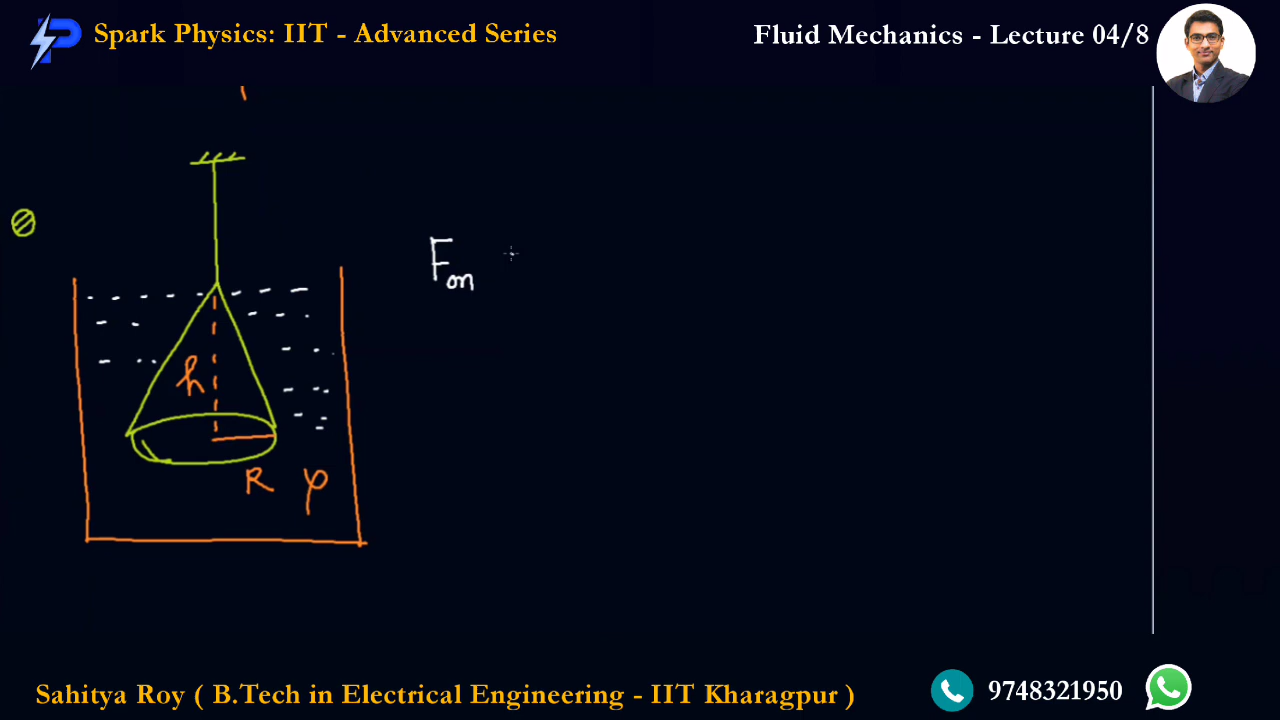 Spark Physics: IIT - Advanced Series
Fluid Mechanics - Lecture 04/8
F_on
h
R
ρ
Sahitya Roy ( B.Tech in Electrical Engineering - IIT Kharagpur )
9748321950